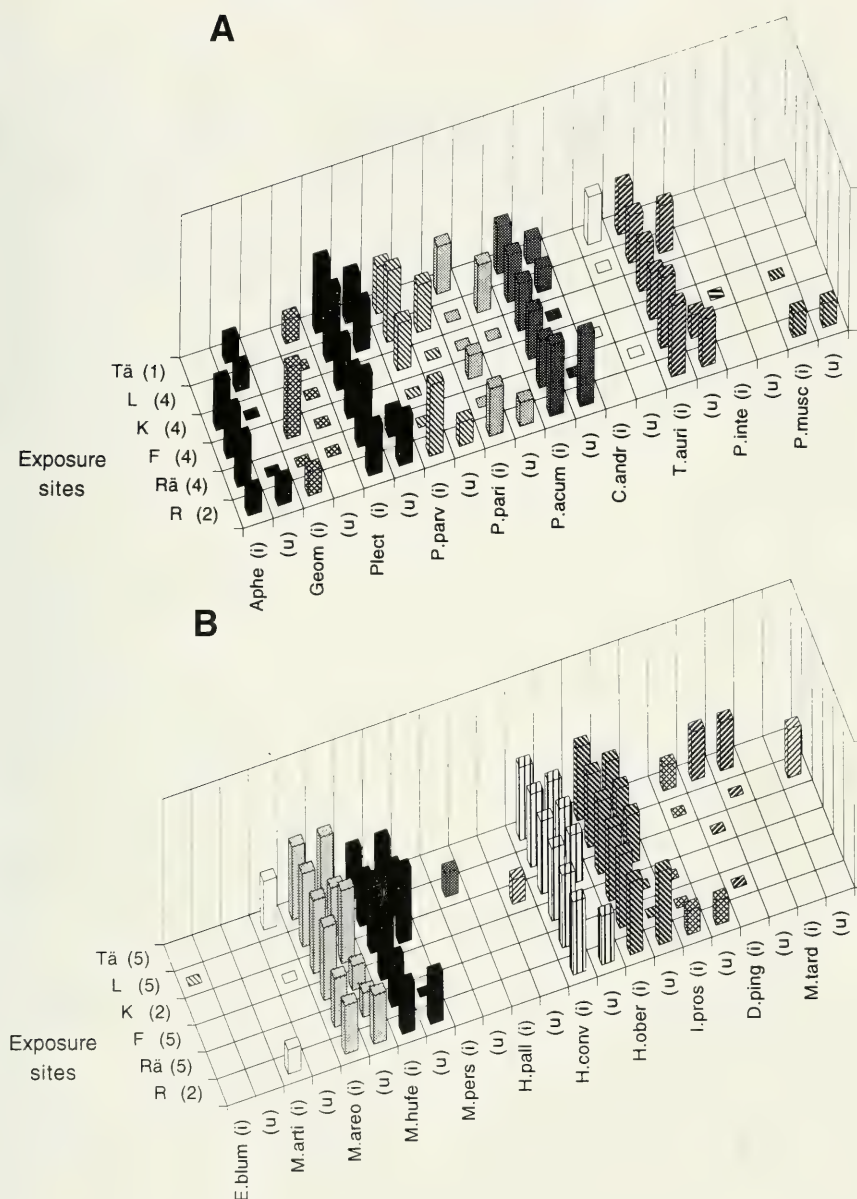 A
Tä (1)
L (4)
K (4)
F (4)
Rä (4)
R (2)
Exposure
sites
Aphe (i)
(u)
Geom (i)
(u)
Plect (i)
(u)
P.parv (i)
(u)
P.pari (i)
(u)
P.acum (i)
(u)
C.andr (i)
(u)
T.auri (i)
(u)
P.inte (i)
(u)
P.musc (i)
(u)
B
Tä (5)
L (5)
K (2)
F (5)
Rä (5)
R (2)
Exposure
sites
E.blum (i)
(u)
M.arti (i)
(u)
M.areo (i)
(u)
M.hufe (i)
(u)
M.pers (i)
(u)
H.pall (i)
(u)
H.conv (i)
(u)
H.ober (i)
(u)
I.pros (i)
(u)
D.ping (i)
(u)
M.tard (i)
(u)